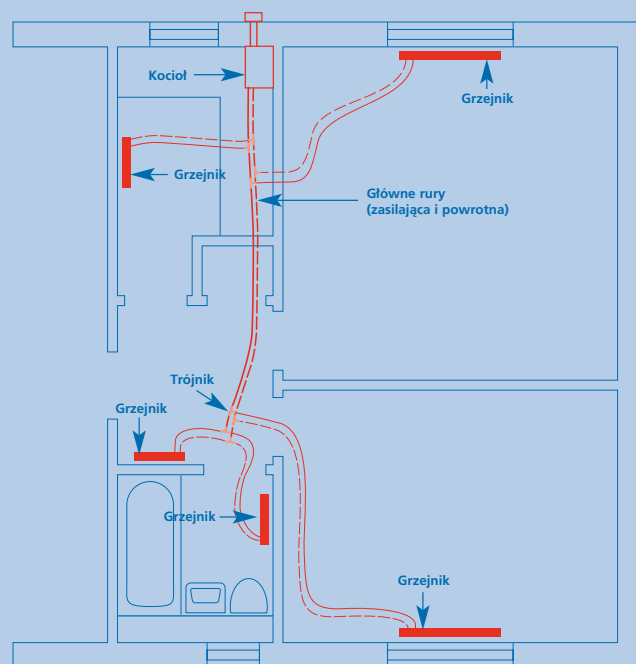 Kocioł
Grzejnik
Grzejnik
Główne rury
(zasilająca i powrotna)
Trójnik
Grzejnik
Grzejnik
Grzejnik